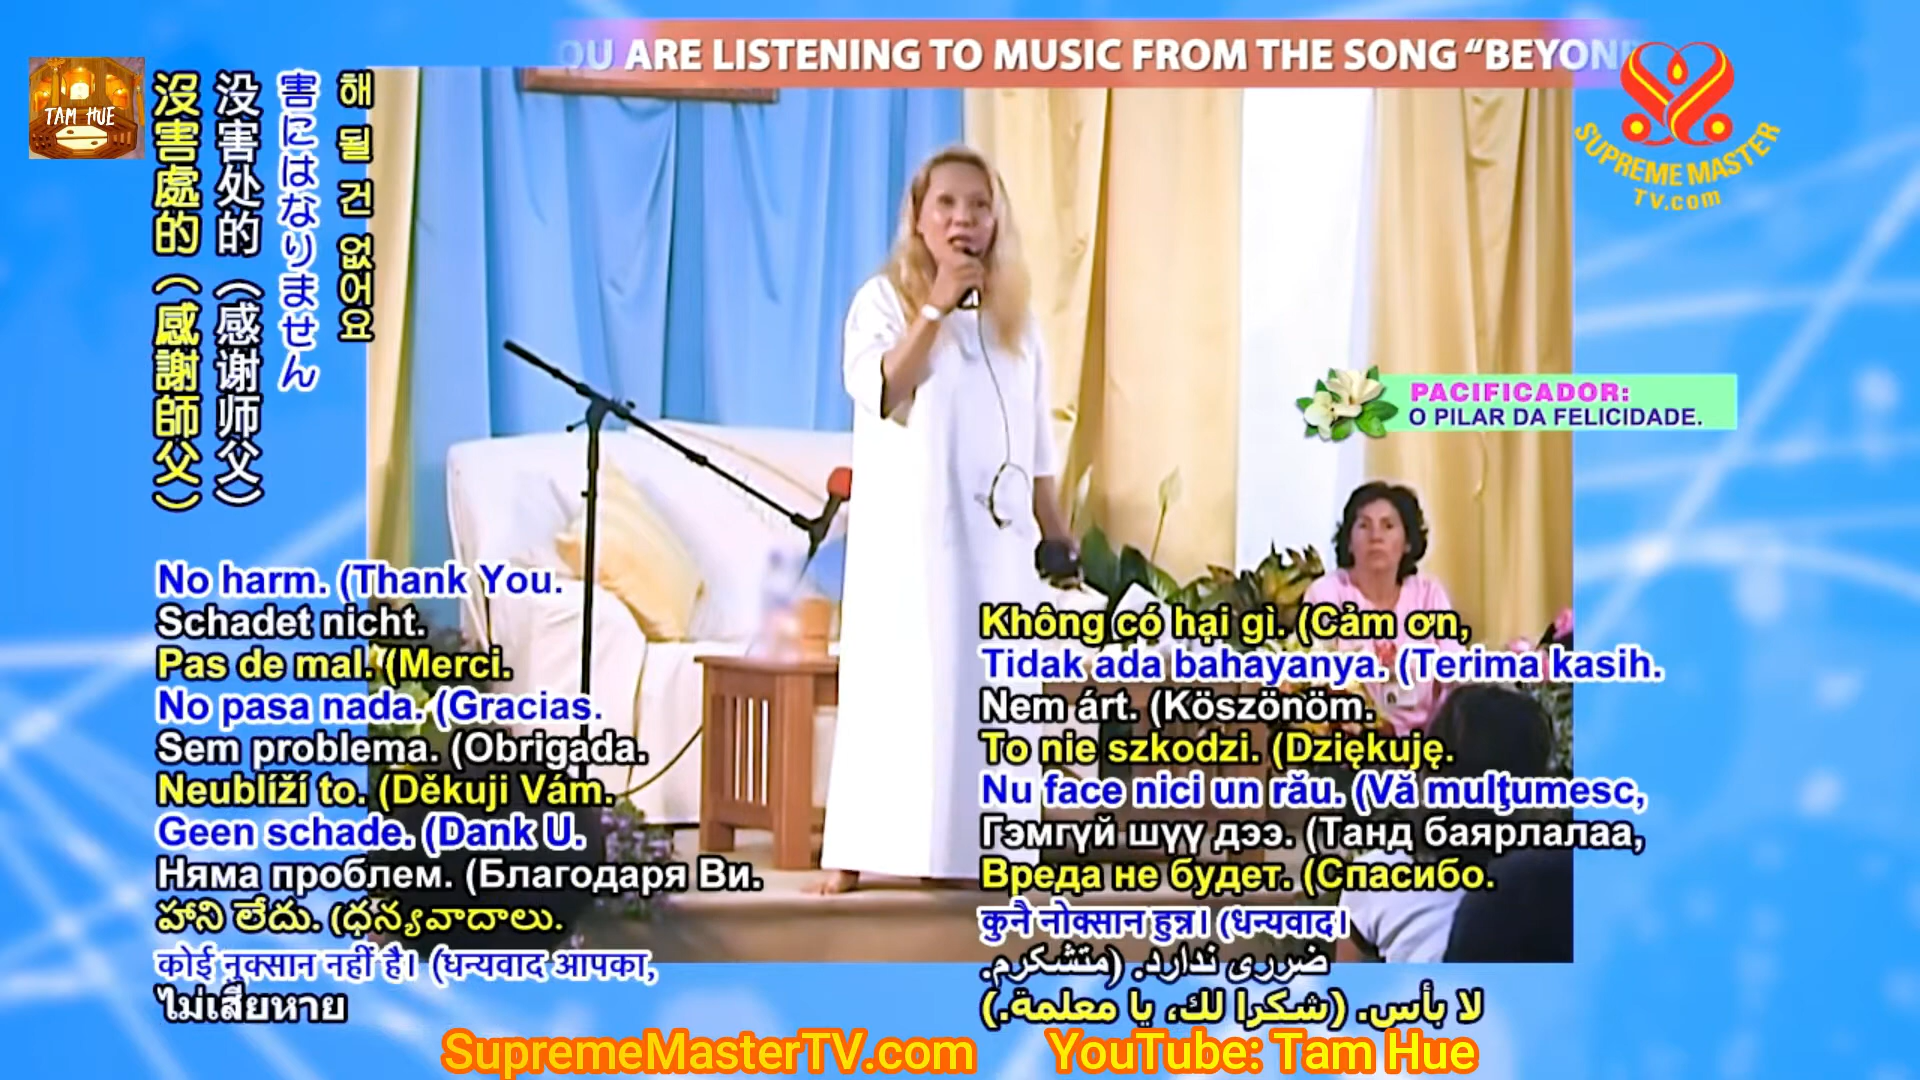 OU ARE LISTENING TO MUSIC FROM THE SONG “BEYON
TAM HUE
SUPREME MASTER
TV.com
해 될 건 없어요
害にはなりません
没害处的（感谢师父）
沒害處的（感謝師父）
PACIFICADOR:
O PILAR DA FELICIDADE.
No harm. (Thank You.
Schadet nicht.
Pas de mal. (Merci.
No pasa nada. (Gracias.
Sem problema. (Obrigada.
Neublíží to. (Děkuji Vám.
Geen schade. (Dank U.
Няма проблем. (Благодаря Ви.
హాని లేదు. (ధన్యవాదాలు.
कोई नुक्सान नहीं है। (धन्यवाद आपका,
ไม่เสียหาย
Không có hại gì. (Cảm ơn,
Tidak ada bahayanya. (Terima kasih.
Nem árt. (Köszönöm.
To nie szkodzi. (Dziękuję.
Nu face nici un rău. (Vă mulţumesc,
Гэмгүй шүү дээ. (Танд баярлалаа,
Вреда не будет. (Спасибо.
कुनै नोक्सान हुन्न। (धन्यवाद।
ضرری ندارد. (متشکرم.
لا بأس. (شكرا لك، يا معلمة.)
SupremeMasterTV.com YouTube: Tam Hue